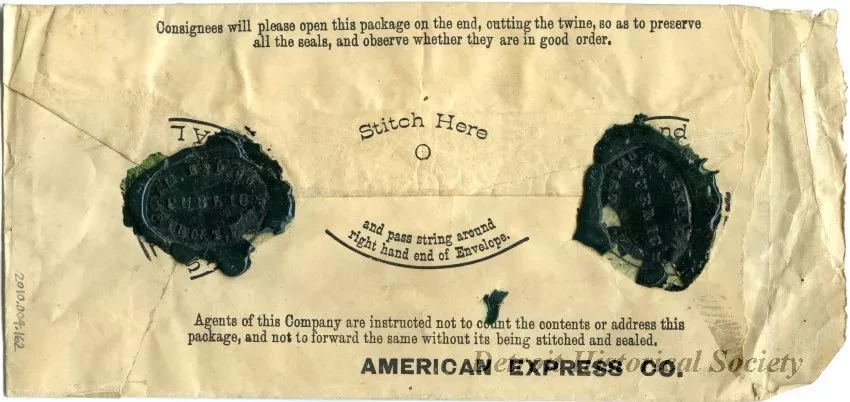 Consignees will please open this package on the end, cutting the twine, so as to preserve
all the seals, and observe whether they are in good order.
Stitch Here
and pass string around
right hand end of Envelope.
PUBLIC
Agents of this Company are instructed not to count the contents or address this
package, and not to forward the same without its being stitched and sealed.
AMERICAN EXPRESS CO.
Detroit Historical Society
2010.004.162